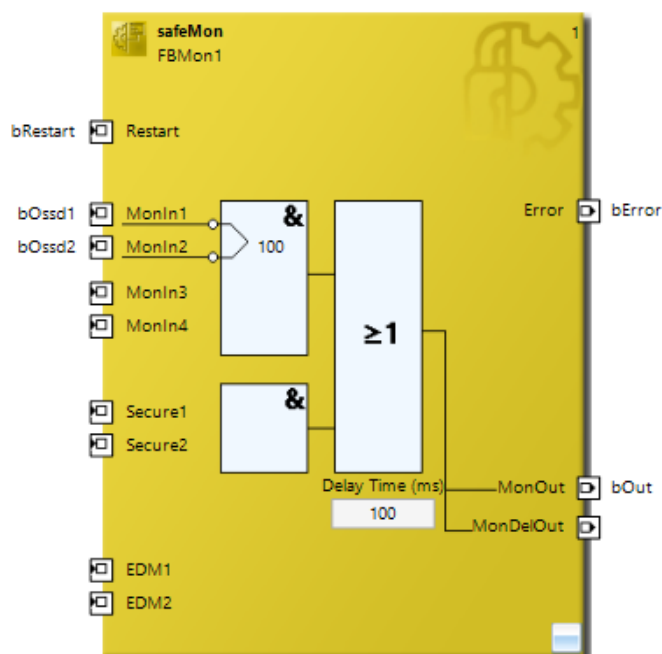 safeMon
1
FBMon1
bRestart Restart
bOssd1 MonIn1 & Error bError
bOssd2 MonIn2 100
MonIn3
MonIn4
≥1
&
Secure1
Secure2
Delay Time (ms)
MonOut bOut
100
MonDelOut
EDM1
EDM2